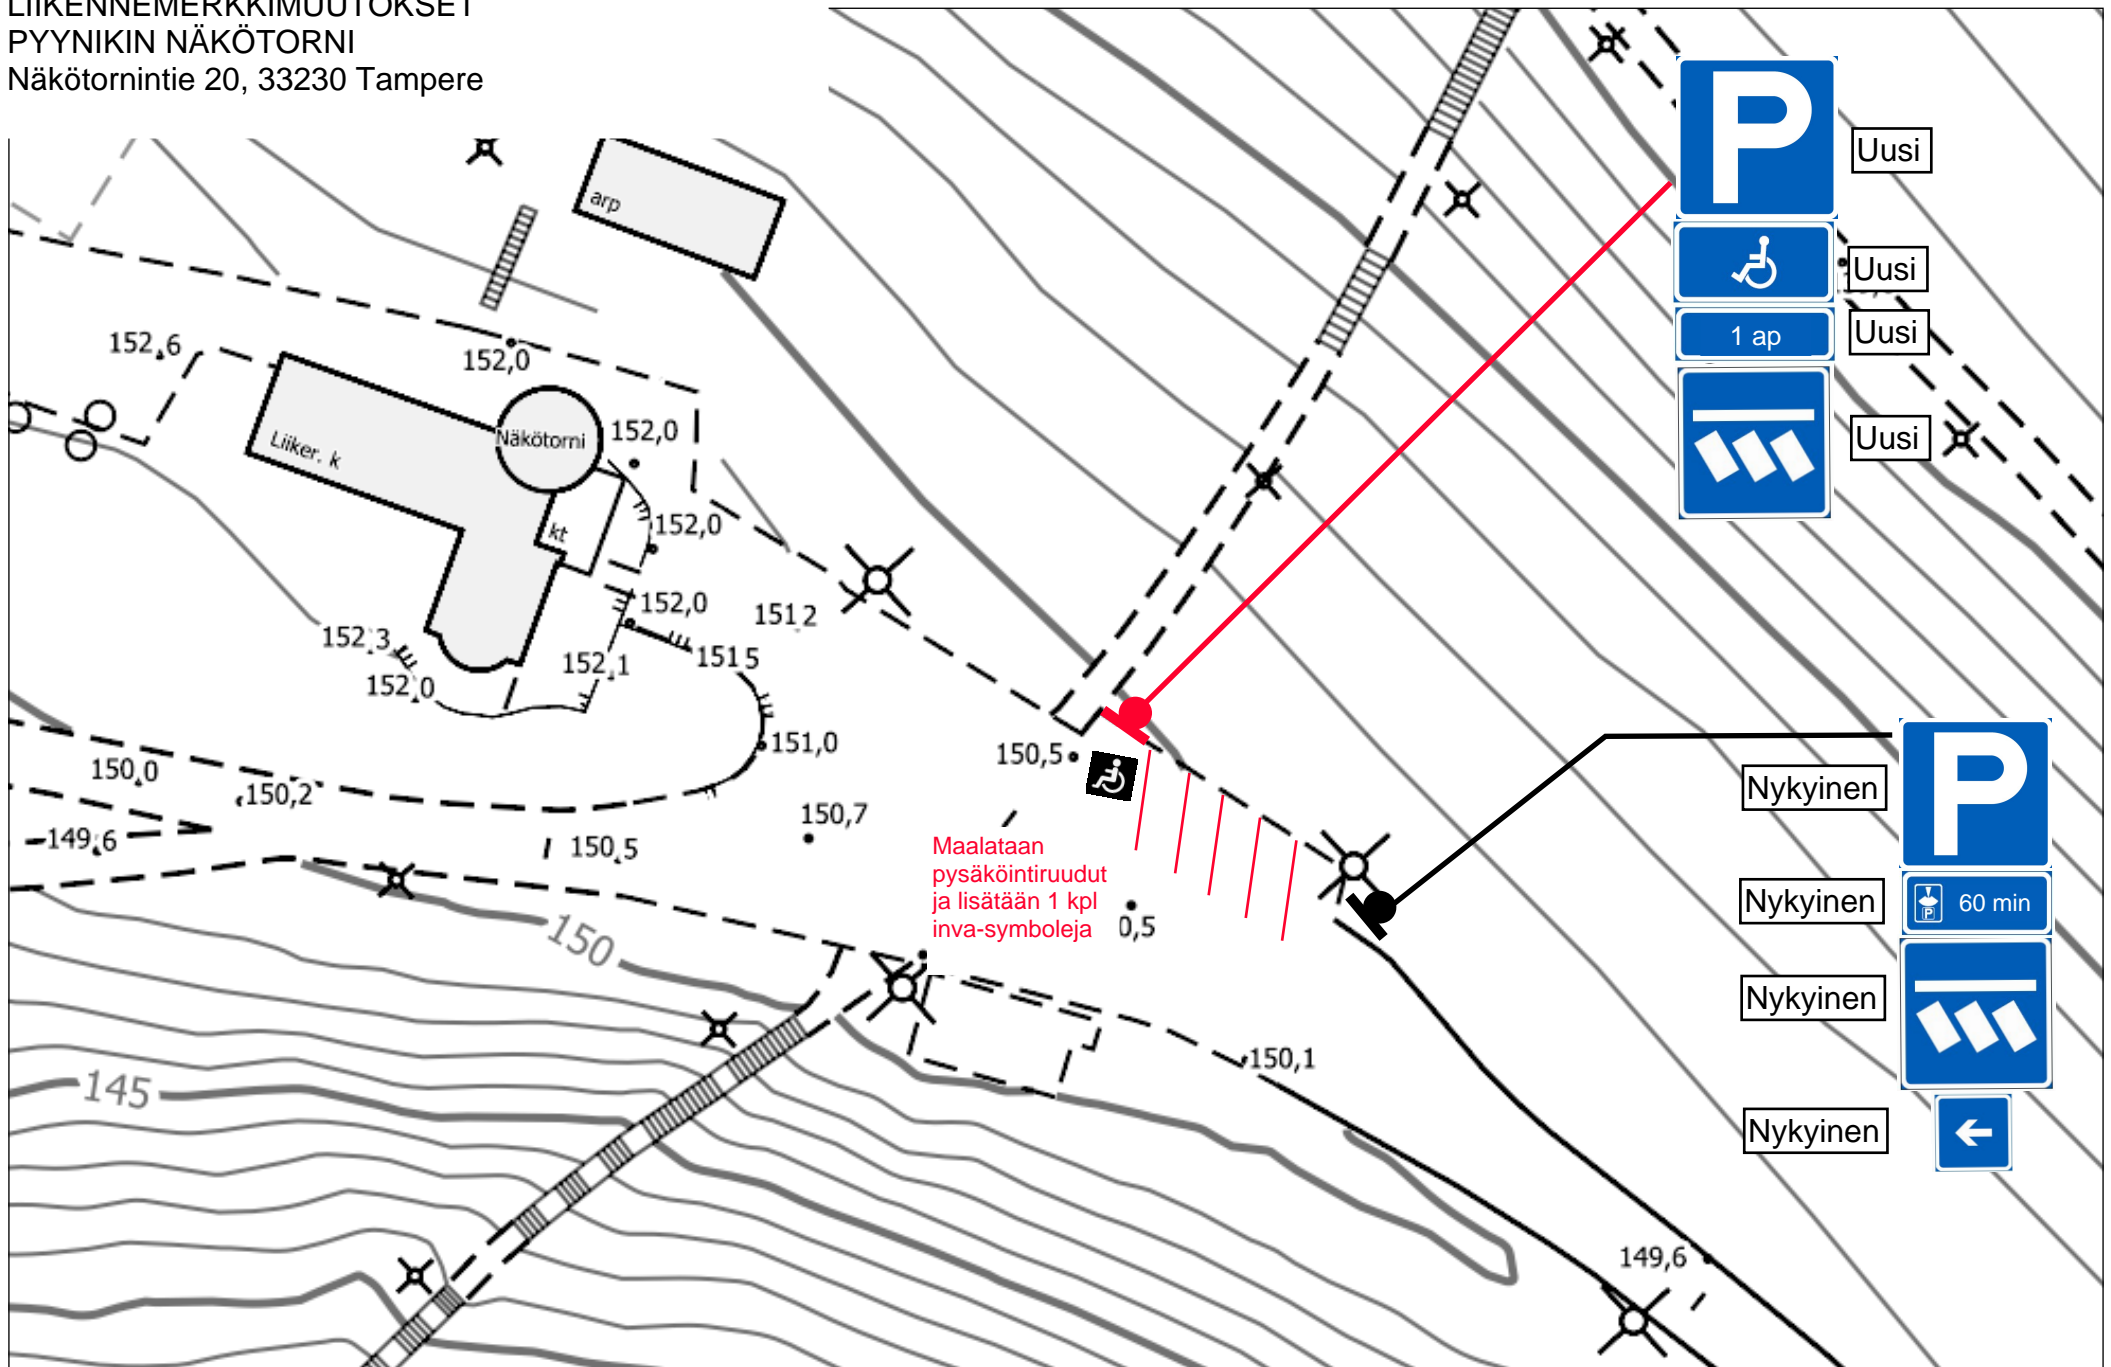 LIIKENNEMERKKIMUUTOKSET
PYYNIKIN NÄKÖTORNI
Näkötornintie 20, 33230 Tampere
P
Uusi
arp
Uusi
1 ap
Uusi
152,6
152,0
Näkötorni
152,0
Uusi
Liiker. k
kt
152,0
152,0
151 2
152,3
152,1
151 5
152,0
150,0
150,2
151,0
150,5
P
Nykyinen
149,6
150,5
150,7
Maalataan
pysäköintiruudut
ja lisätään 1 kpl
inva-symboleja
0,5
Nykyinen
P
60 min
150
Nykyinen
150,1
145
Nykyinen
149,6